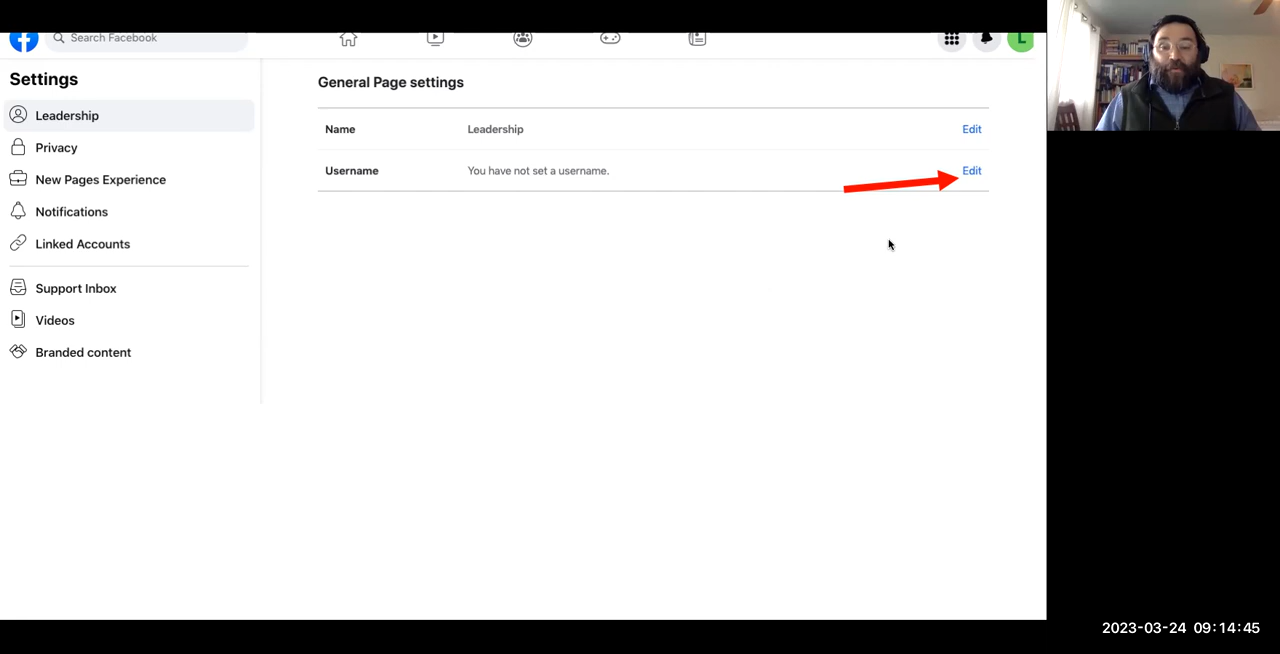 Search Facebook
L
Settings
Leadership
Privacy
New Pages Experience
Notifications
Linked Accounts
Support Inbox
Videos
Branded content
General Page settings
Name Leadership Edit
Username You have not set a username. Edit
2023-03-24 09:14:45